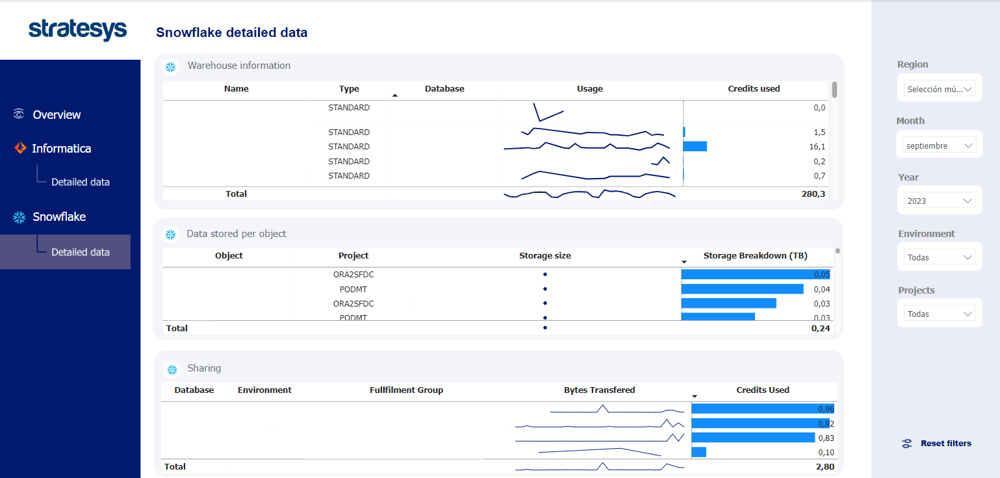 stratesys
Snowflake detailed data
Overview
Informatica
Detailed data
Snowflake
Detailed data
Warehouse information
Name Type Database Usage Credits used
STANDARD 0,0
STANDARD 1,5
STANDARD 16,1
STANDARD 0,2
STANDARD 0,7
Total 280,3
Data stored per object
Object Project Storage size Storage Breakdown (TB)
ORA2SFDC 0,05
PODMT 0,04
ORA2SFDC 0,03
PODMT 0,03
Total 0,24
Sharing
Database Environment Fullfilment Group Bytes Transfered Credits Used
0,96
0,92
0,83
0,10
Total 2,80
Region
Selección mú...
Month
septiembre
Year
2023
Environment
Todas
Projects
Todas
Reset filters